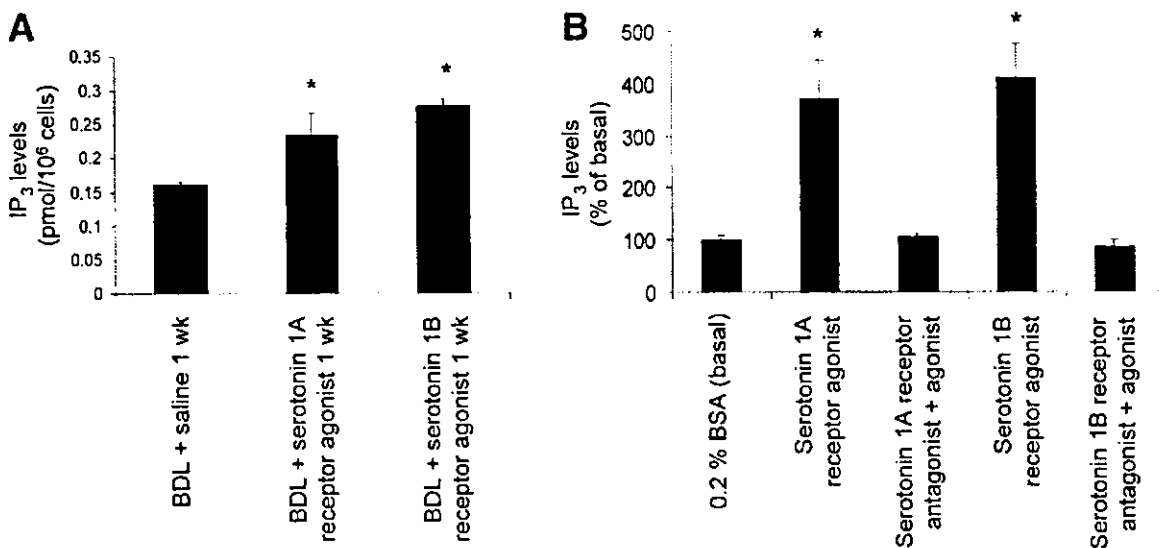 A
IP3 levels
(pmol/10^6 cells)
0.35
0.3
0.25
0.2
0.15
0.1
0.05
0
*
*
BDL + saline 1 wk
BDL + serotonin 1A
receptor agonist 1 wk
BDL + serotonin 1B
receptor agonist 1 wk
B
IP3 levels
(% of basal)
500
400
300
200
100
0
*
*
0.2 % BSA (basal)
Serotonin 1A
receptor agonist
Serotonin 1A receptor
antagonist + agonist
Serotonin 1B
receptor agonist
Serotonin 1B receptor
antagonist + agonist